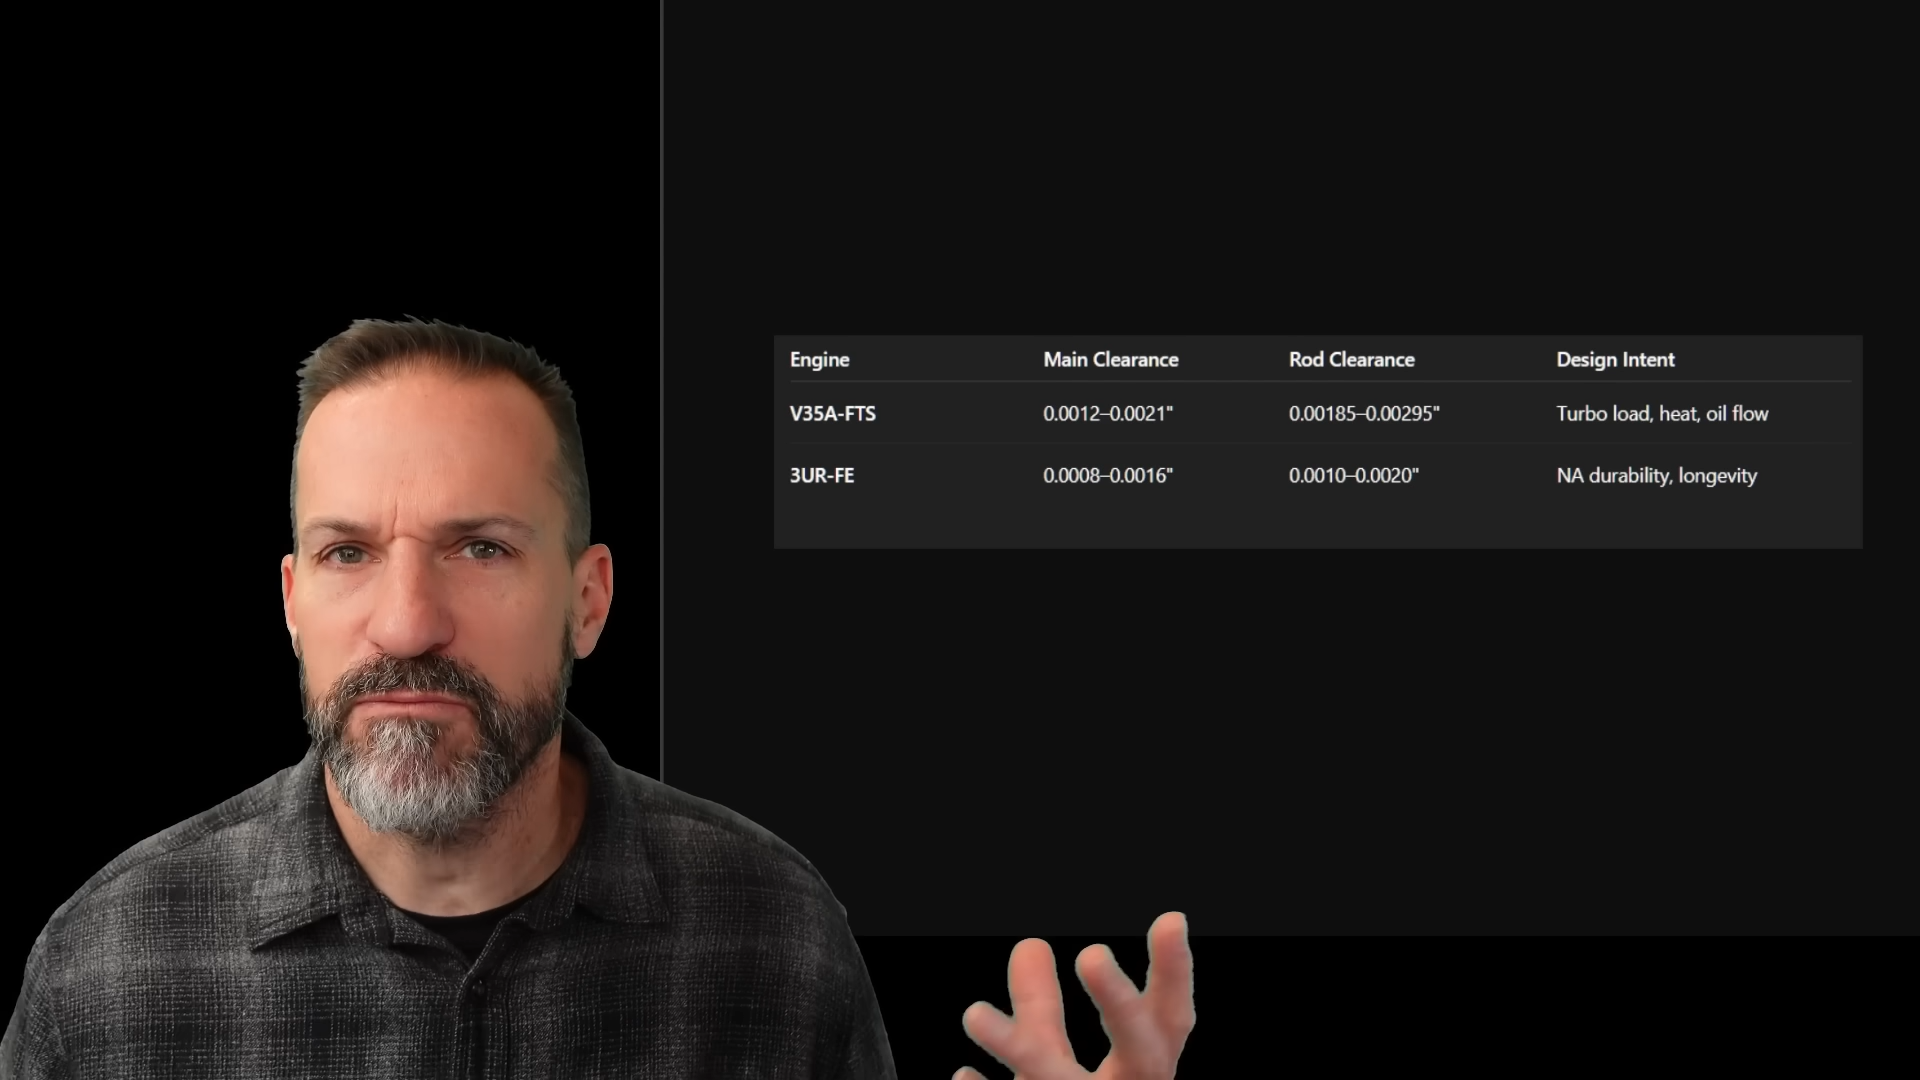 Engine Main Clearance Rod Clearance Design Intent
V35A-FTS 0.0012–0.0021" 0.00185–0.00295" Turbo load, heat, oil flow
3UR-FE 0.0008–0.0016" 0.0010–0.0020" NA durability, longevity